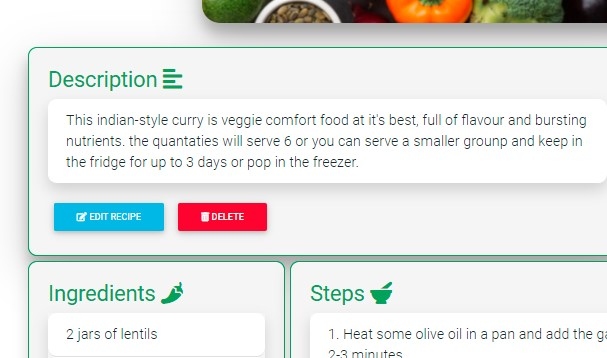 Description
This indian-style curry is veggie comfort food at it's best, full of flavour and bursting
nutrients. the quantaties will serve 6 or you can serve a smaller grounp and keep in
the fridge for up to 3 days or pop in the freezer.
EDIT RECIPE
DELETE
Ingredients
2 jars of lentils
Steps
1. Heat some olive oil in a pan and add the
2-3 minutes